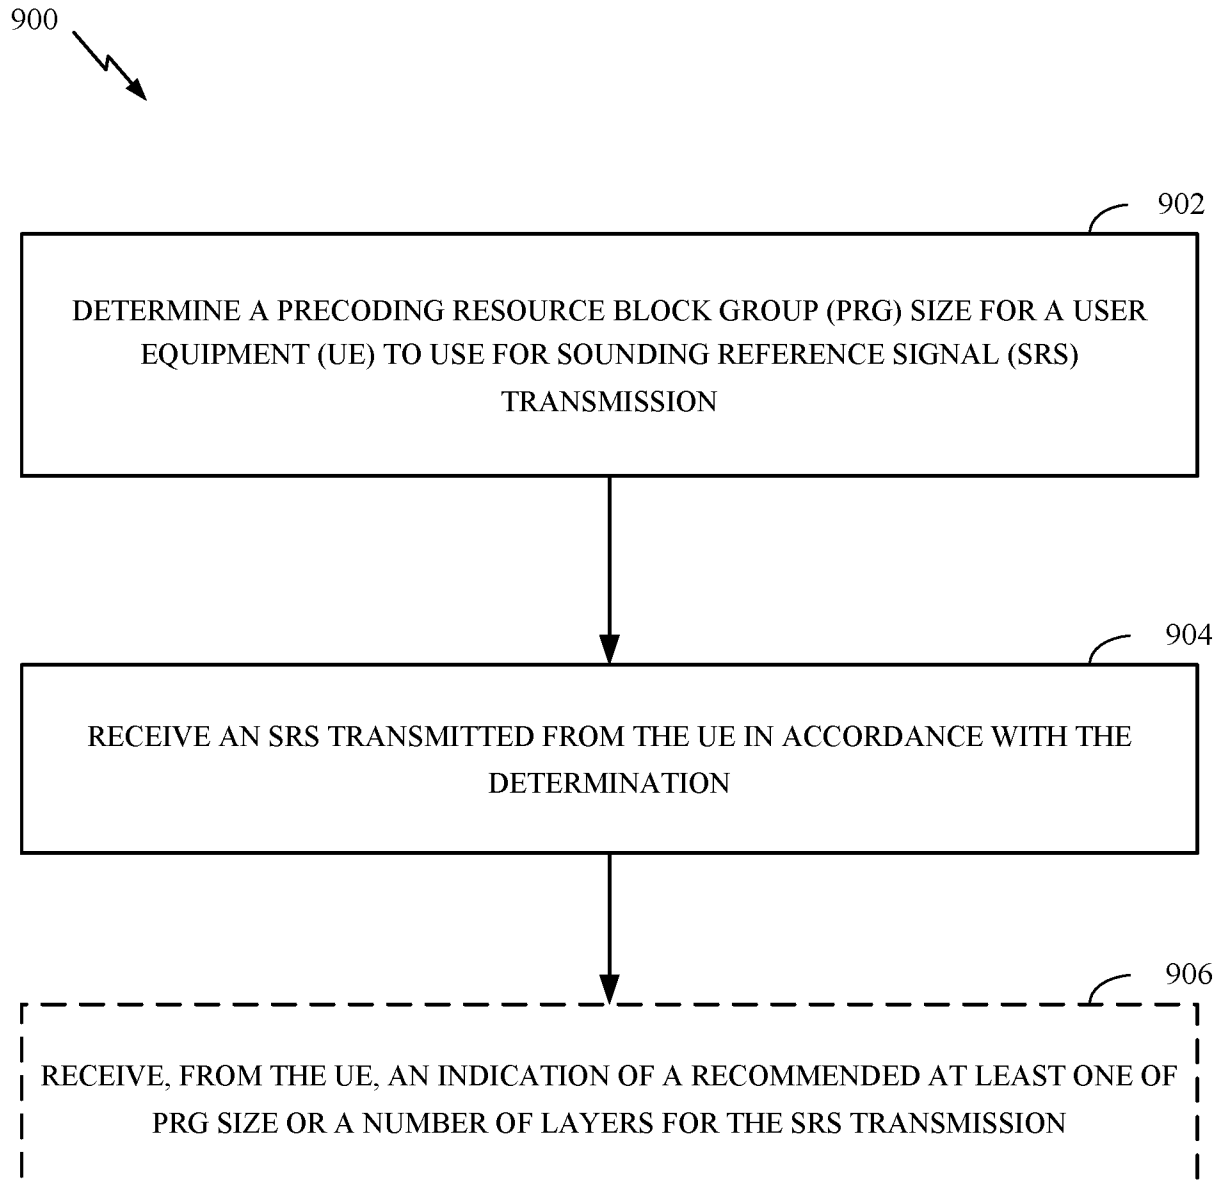 900
902
DETERMINE A PRECODING RESOURCE BLOCK GROUP (PRG) SIZE FOR A USER
EQUIPMENT (UE) TO USE FOR SOUNDING REFERENCE SIGNAL (SRS)
TRANSMISSION
904
RECEIVE AN SRS TRANSMITTED FROM THE UE IN ACCORDANCE WITH THE
DETERMINATION
906
RECEIVE, FROM THE UE, AN INDICATION OF A RECOMMENDED AT LEAST ONE OF
PRG SIZE OR A NUMBER OF LAYERS FOR THE SRS TRANSMISSION